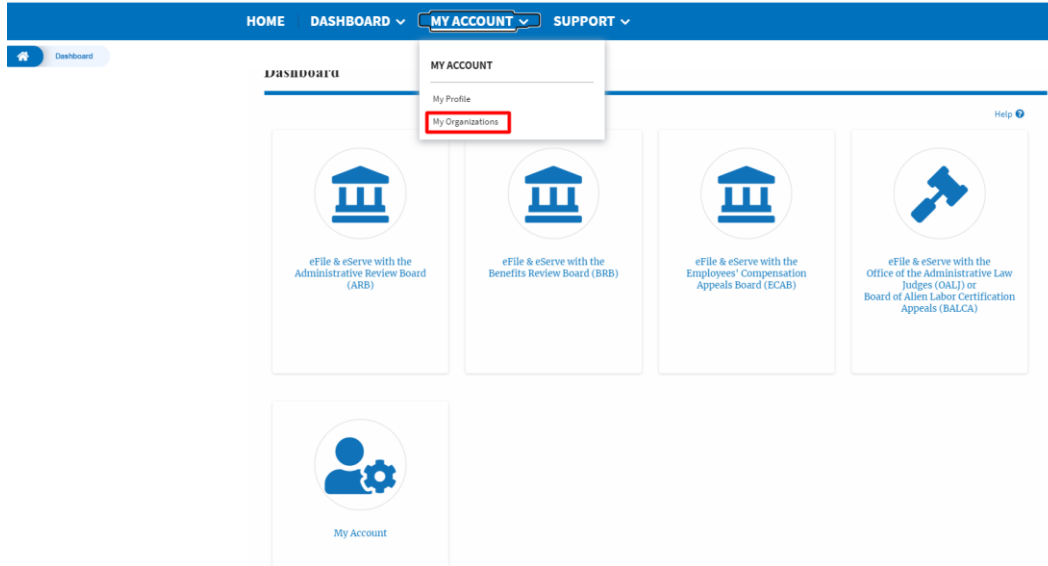 HOME DASHBOARD MY ACCOUNT SUPPORT
Dashboard
MY ACCOUNT
My Profile
My Organizations
Dashboard
Help
eFile & eServe with the
Administrative Review Board
(ARB)
eFile & eServe with the
Benefits Review Board (BRB)
eFile & eServe with the
Employees' Compensation
Appeals Board (ECAB)
eFile & eServe with the
Office of the Administrative Law
Judges (OALJ) or
Board of Alien Labor Certification
Appeals (BALCA)
My Account